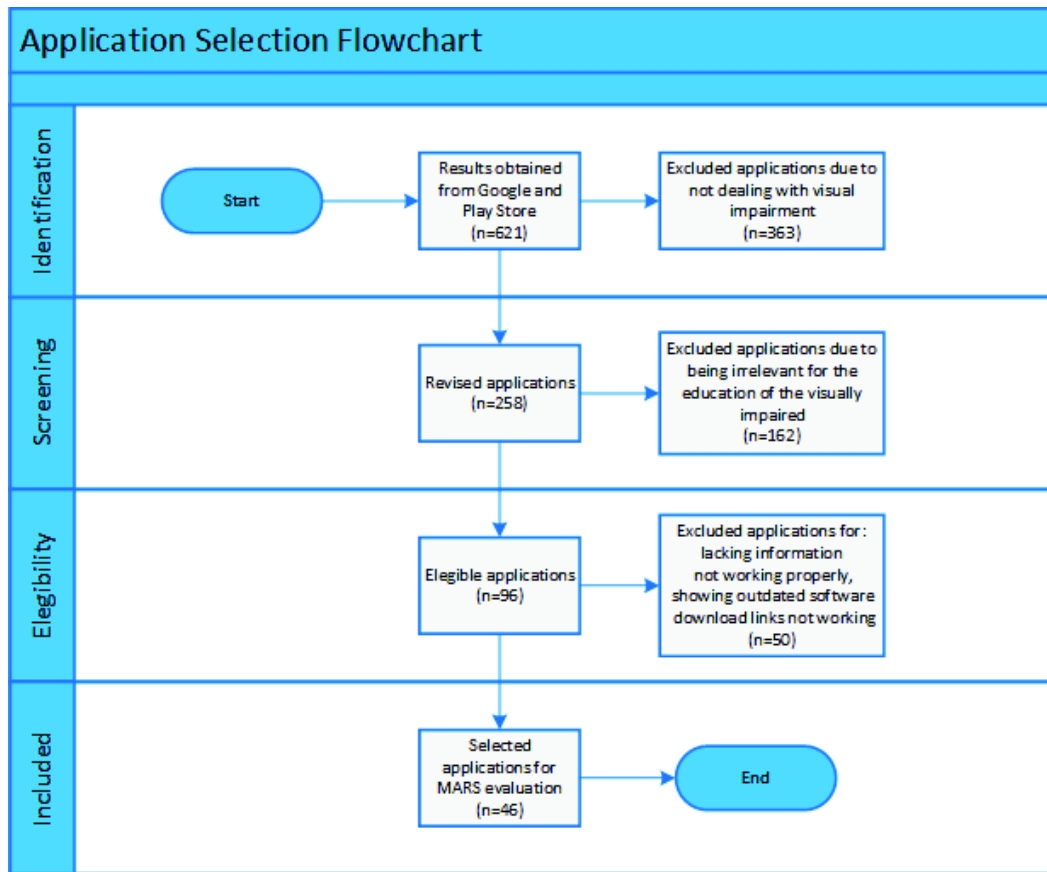 Application Selection Flowchart
Identification
Start
Results obtained
from Google and
Play Store
(n=621)
Excluded applications due to
not dealing with visual
impairment
(n=363)
Screening
Revised applications
(n=258)
Excluded applications due to
being irrelevant for the
education of the visually
impaired
(n=162)
Elegibility
Elegible applications
(n=96)
Excluded applications for:
lacking information
not working properly,
showing outdated software
download links not working
(n=50)
Included
Selected
applications for
MARS evaluation
(n=46)
End